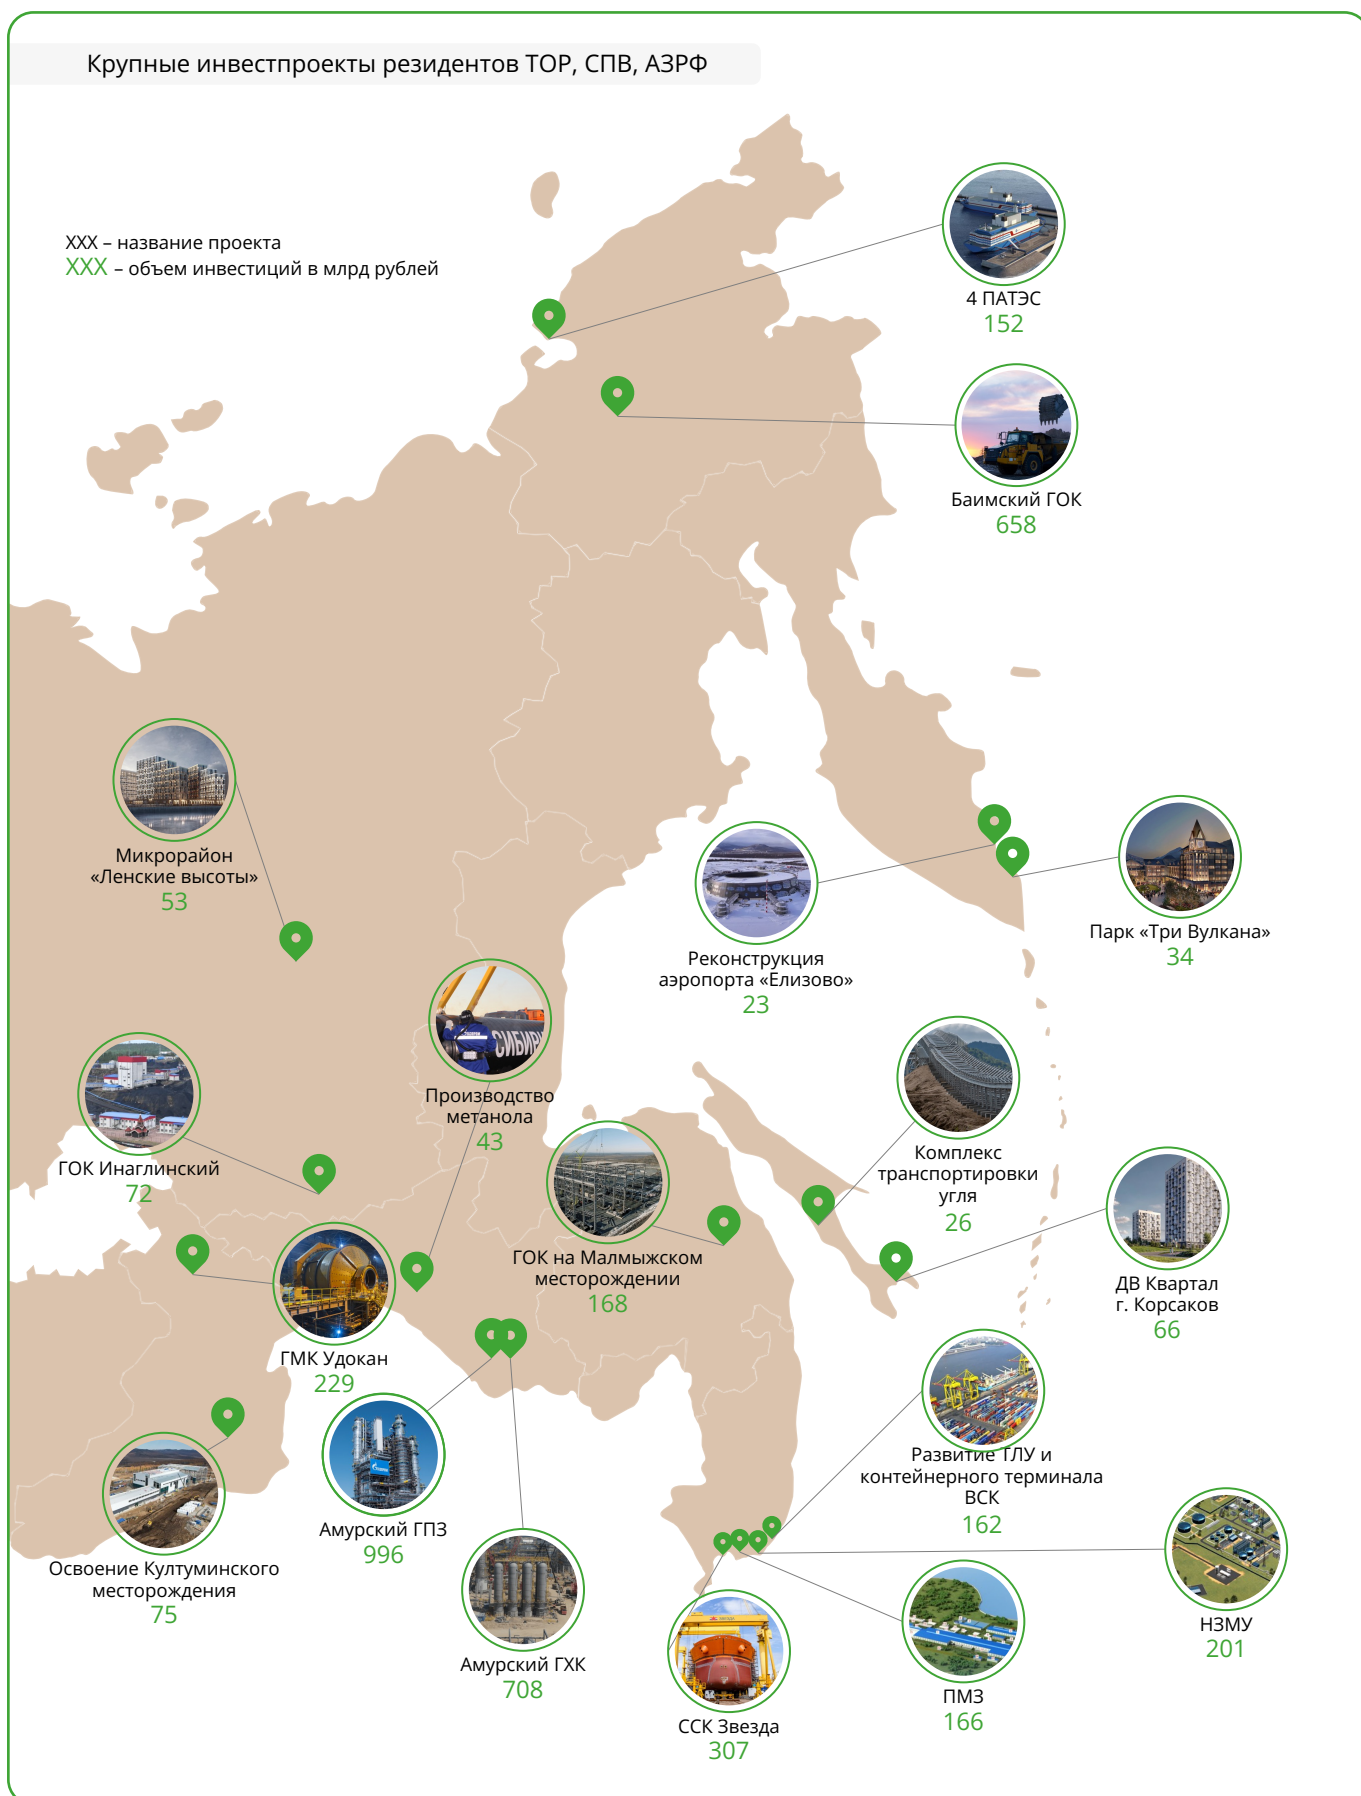 Крупные инвестпроекты резидентов ТОР, СПВ, АЗРФ
XXX – название проекта
XXX – объем инвестиций в млрд рублей
4 ПАТЭС
152
Баимский ГОК
658
Микрорайон
«Ленские высоты»
53
Реконструкция
аэропорта «Елизово»
23
Парк «Три Вулкана»
34
СИБИР
Производство
метанола
43
ГОК Инаглинский
72
Комплекс
транспортировки
угля
26
ГОК на Малмыжском
месторождении
168
ДВ Квартал
г. Корсаков
66
ГМК Удокан
229
Амурский ГПЗ
996
Освоение Култуминского
месторождения
75
Амурский ГХК
708
Развитие ТЛУ и
контейнерного терминала
ВСК
162
НЗМУ
201
ПМЗ
166
ССК Звезда
307